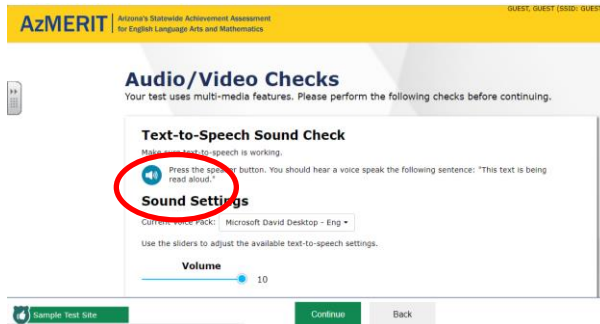 GUEST, GUEST (SSID: GUEST
AzMERIT
Arizona's Statewide Achievement Assessment
for English Language Arts and Mathematics
Audio/Video Checks
Your test uses multi-media features. Please perform the following checks before continuing.
Text-to-Speech Sound Check
Make sure text-to-speech is working.
Press the speaker button. You should hear a voice speak the following sentence: "This text is being
read aloud."
Sound Settings
Current Voice Pack: Microsoft David Desktop - Eng
Use the sliders to adjust the available text-to-speech settings.
Volume
10
Sample Test Site
Continue
Back